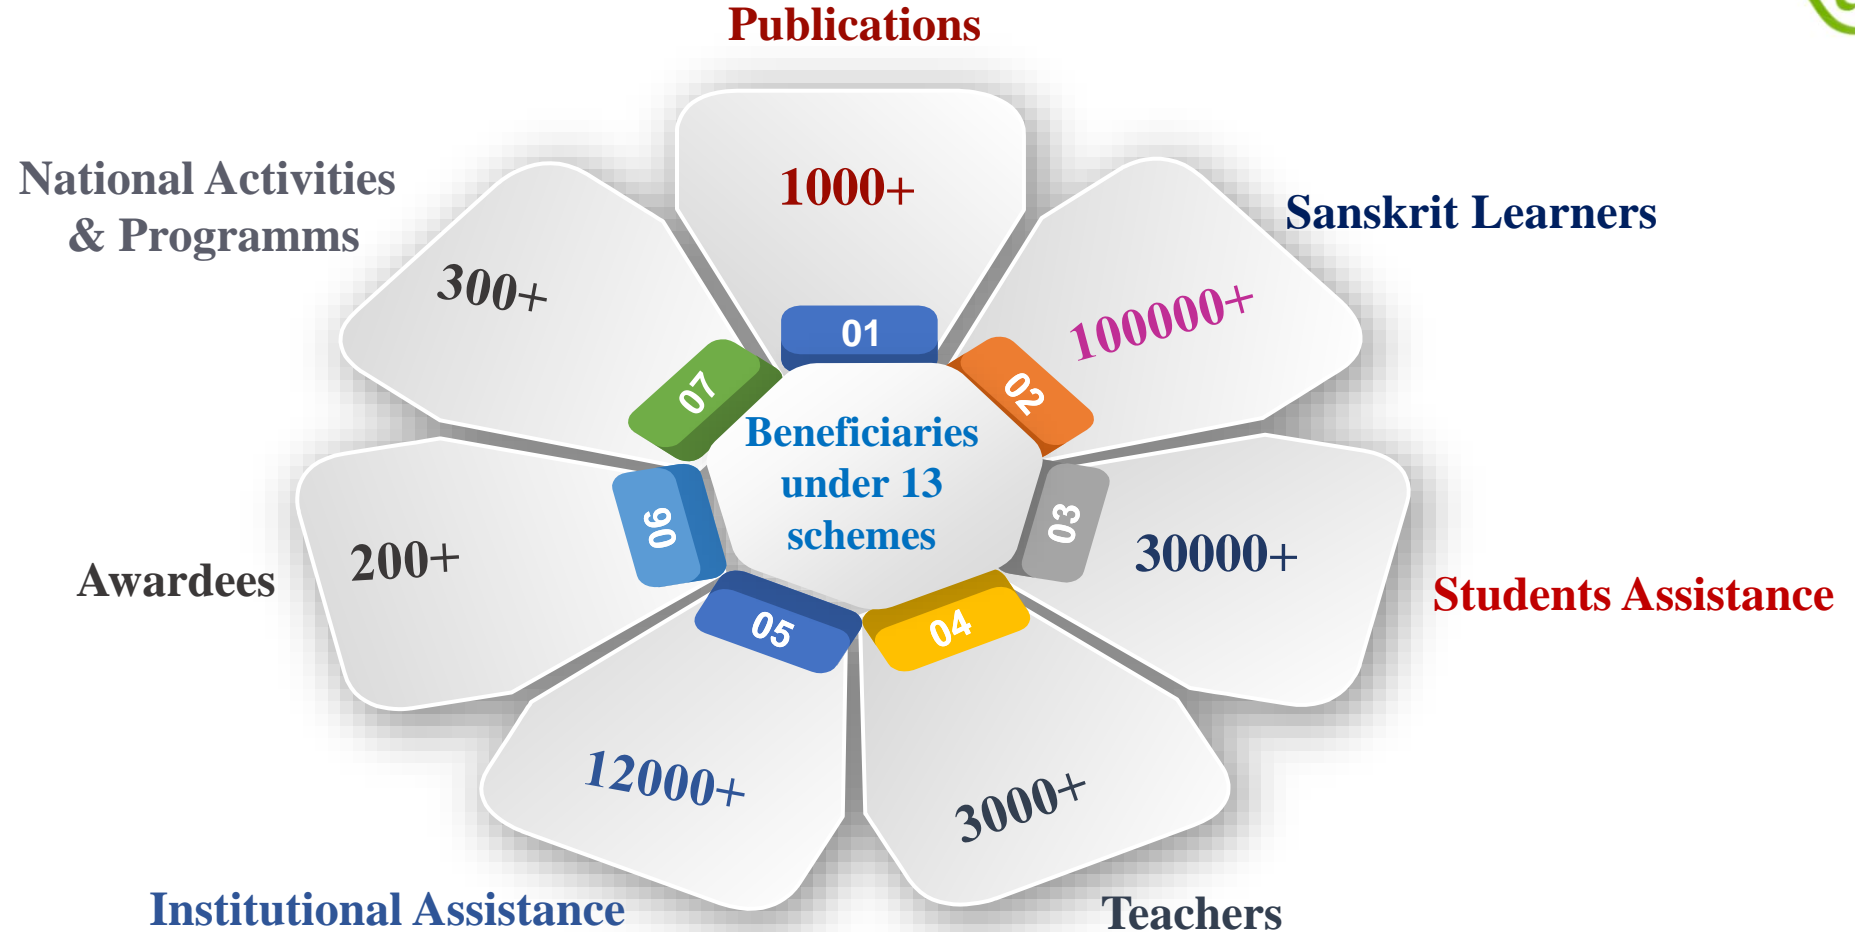 Publications
1000+
01
Sanskrit Learners
100000+
02
Students Assistance
30000+
03
Teachers
3000+
04
Institutional Assistance
12000+
05
Awardees
200+
06
National Activities
& Programms
300+
07
Beneficiaries
under 13
schemes